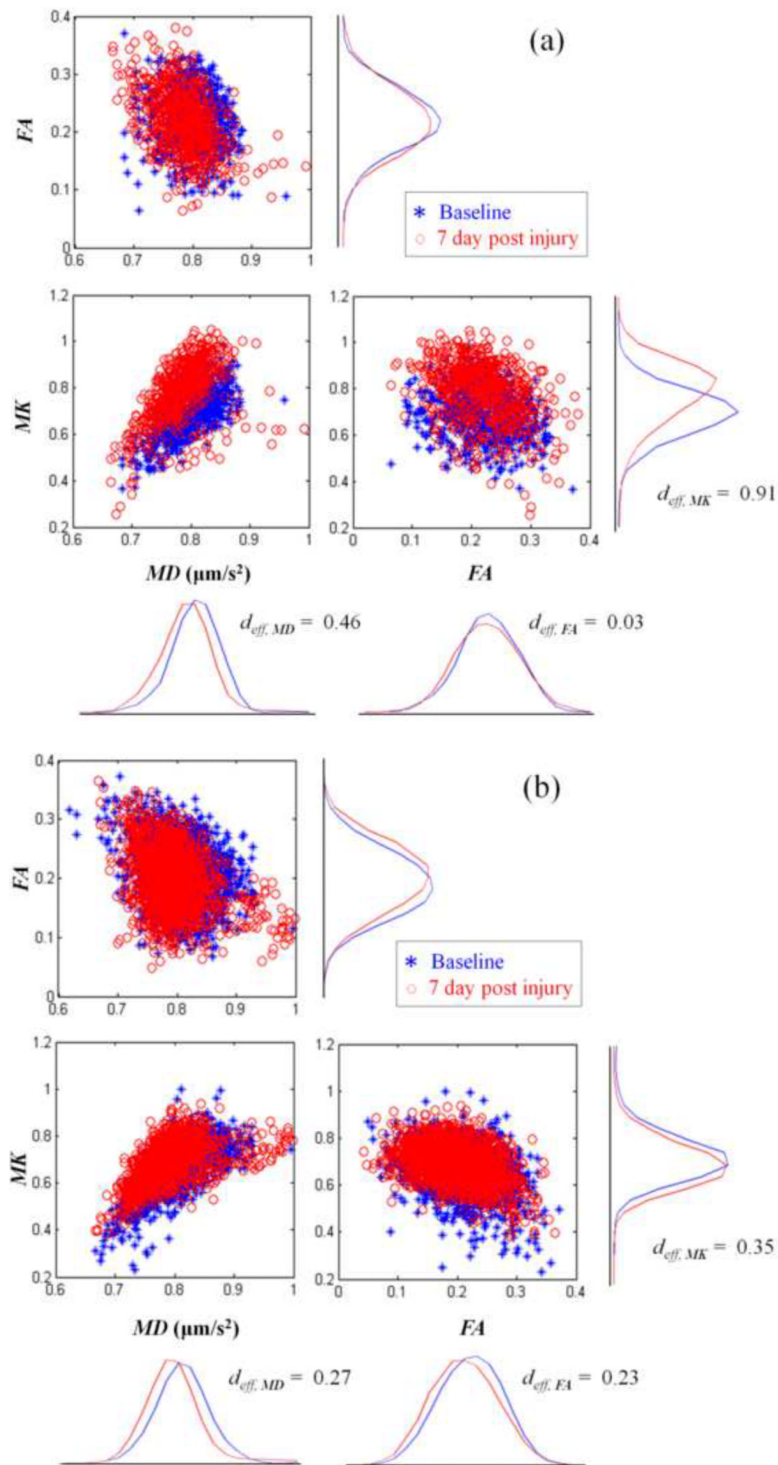 (a)
0.4
0.3
0.2
0.1
0
FA
0.6 0.7 0.8 0.9 1
* Baseline
○ 7 day post injury
1.2
1
0.8
0.6
0.4
0.2
MK
0.6 0.7 0.8 0.9 1
MD (μm/s²)
1.2
1
0.8
0.6
0.4
0.2
0 0.1 0.2 0.3 0.4
FA
d eff, MK = 0.91
d eff, MD = 0.46
d eff, FA = 0.03
(b)
0.4
0.3
0.2
0.1
0
FA
0.6 0.7 0.8 0.9 1
* Baseline
○ 7 day post injury
1.2
1
0.8
0.6
0.4
0.2
MK
0.6 0.7 0.8 0.9 1
MD (μm/s²)
1.2
1
0.8
0.6
0.4
0.2
0 0.1 0.2 0.3 0.4
FA
d eff, MK = 0.35
d eff, MD = 0.27
d eff, FA = 0.23